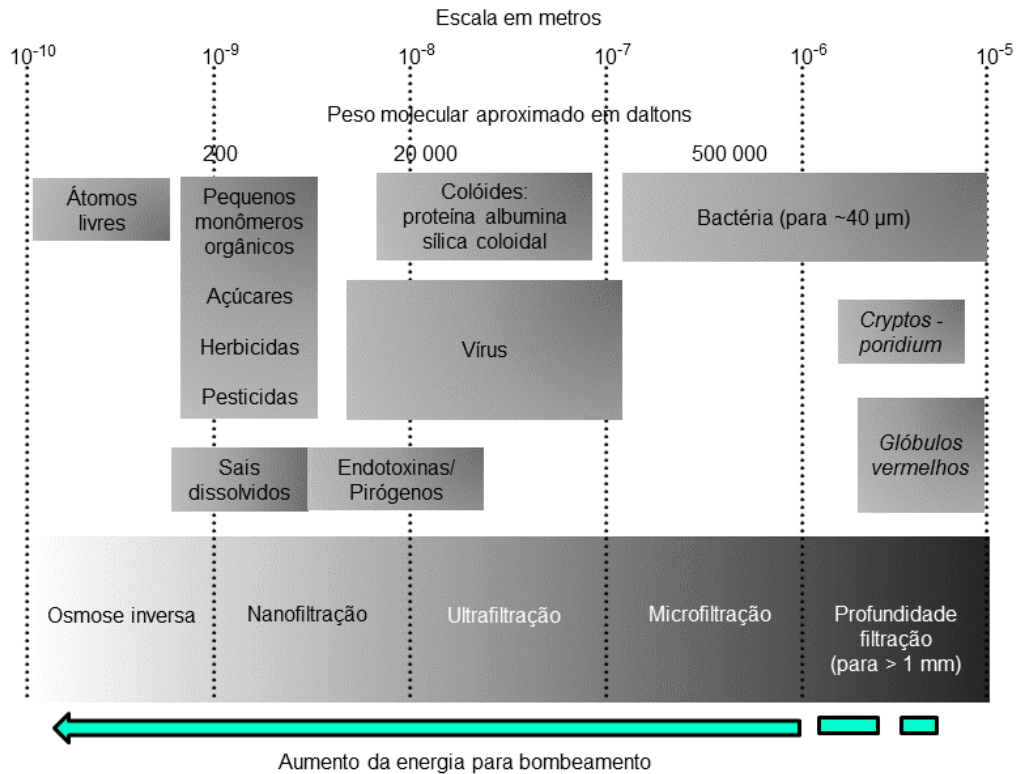 Escala em metros
10⁻¹⁰ 10⁻⁹ 10⁻⁸ 10⁻⁷ 10⁻⁶ 10⁻⁵
Peso molecular aproximado em daltons
200 20 000 500 000
Átomos
livres
Pequenos
monômeros
orgânicos
Açúcares
Herbicidas
Pesticidas
Colóides:
proteína albumina
sílica coloidal
Bactéria (para ~40 µm)
Vírus
Cryptos -
poridium
Glóbulos
vermelhos
Sais
dissolvidos
Endotoxinas/
Pirógenos
Osmose inversa
Nanofiltração
Ultrafiltração
Microfiltração
Profundidade
filtração
(para > 1 mm)
Aumento da energia para bombeamento